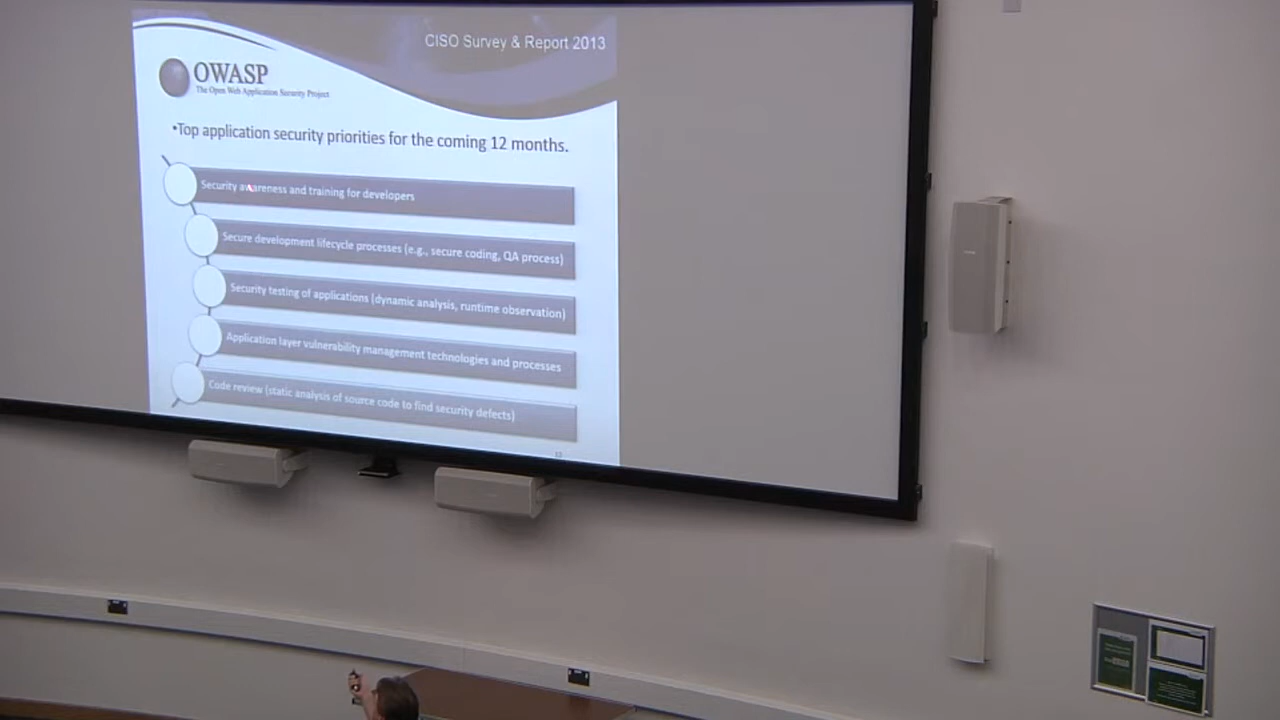 CISO Survey & Report 2013
OWASP
The Open Web Application Security Project
•Top application security priorities for the coming 12 months.
Security awareness and training for developers
Secure development lifecycle processes (e.g., secure coding, QA process)
Security testing of applications (dynamic analysis, runtime observation)
Application layer vulnerability management technologies and processes
Code review (static analysis of source code to find security defects)